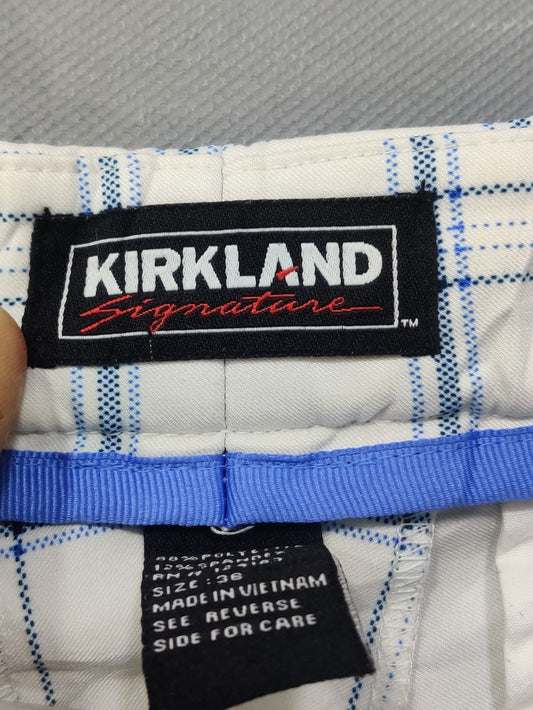 KIRKLAND
Signature ™
SIZE: 36
MADE IN VIETNAM
SEE REVERSE
SIDE FOR CARE